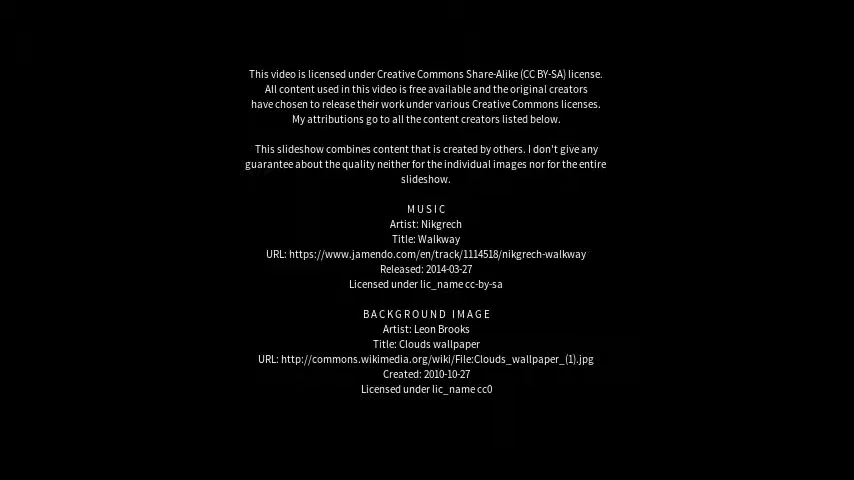 This video is licensed under Creative Commons Share-Alike (CC BY-SA) license.
All content used in this video is free available and the original creators
have chosen to release their work under various Creative Commons licenses.
My attributions go to all the content creators listed below.
This slideshow combines content that is created by others. I don't give any
guarantee about the quality neither for the individual images nor for the entire
slideshow.
MUSIC
Artist: Nikgrech
Title: Walkway
URL: https://www.jamendo.com/en/track/1114518/nikgrech-walkway
Released: 2014-03-27
Licensed under lic_name cc-by-sa
BACKGROUND IMAGE
Artist: Leon Brooks
Title: Clouds wallpaper
URL: http://commons.wikimedia.org/wiki/File:Clouds_wallpaper_(1).jpg
Created: 2010-10-27
Licensed under lic_name cc0